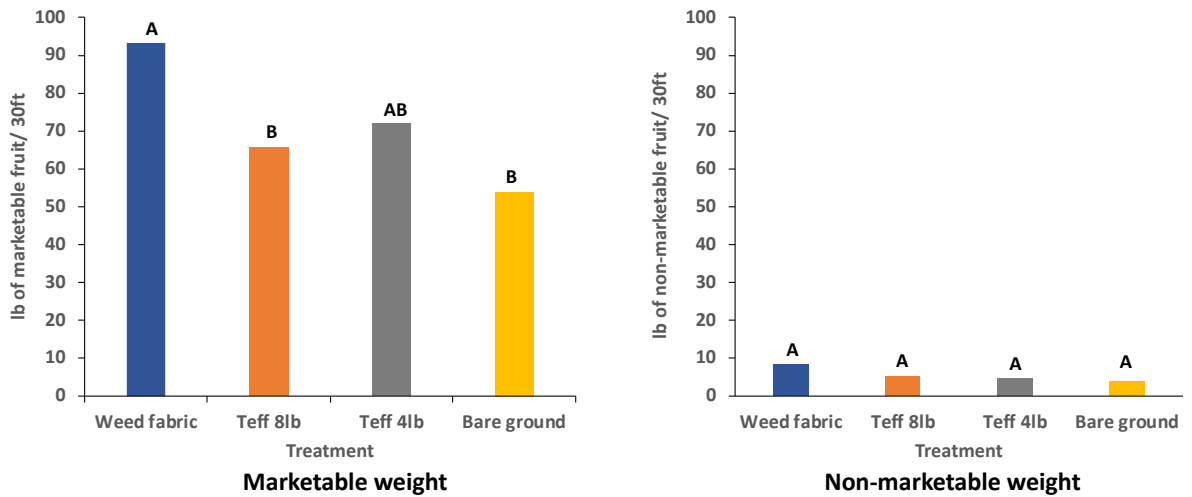 lb of marketable fruit/ 30ft
100
90
80
70
60
50
40
30
20
10
0
A
B
AB
B
Weed fabric
Teff 8lb
Teff 4lb
Bare ground
Treatment
Marketable weight
lb of non-marketable fruit/ 30ft
100
90
80
70
60
50
40
30
20
10
0
A
A
A
A
Weed fabric
Teff 8lb
Teff 4lb
Bare ground
Treatment
Non-marketable weight